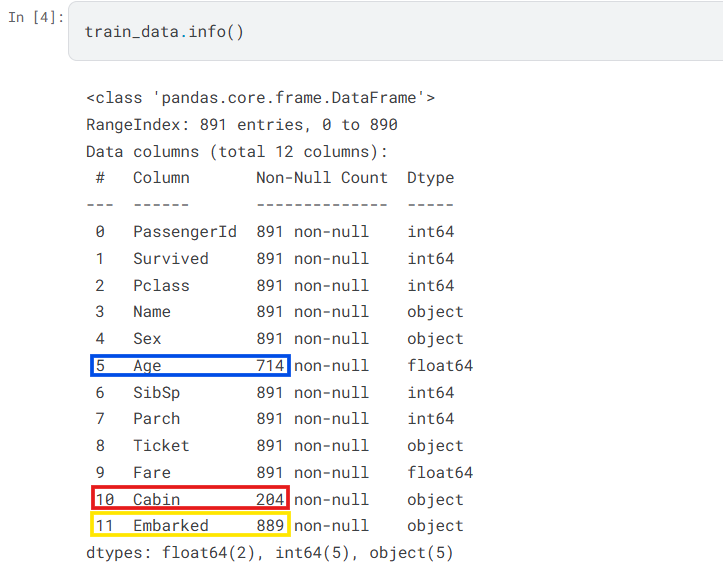 In [4]:
train_data.info()
<class 'pandas.core.frame.DataFrame'>
RangeIndex: 891 entries, 0 to 890
Data columns (total 12 columns):
 #   Column       Non-Null Count  Dtype
---  ------       --------------  -----
 0   PassengerId  891 non-null    int64
 1   Survived     891 non-null    int64
 2   Pclass       891 non-null    int64
 3   Name         891 non-null    object
 4   Sex          891 non-null    object
 5   Age          714 non-null    float64
 6   SibSp        891 non-null    int64
 7   Parch        891 non-null    int64
 8   Ticket       891 non-null    object
 9   Fare         891 non-null    float64
 10  Cabin        204 non-null    object
 11  Embarked     889 non-null    object
dtypes: float64(2), int64(5), object(5)